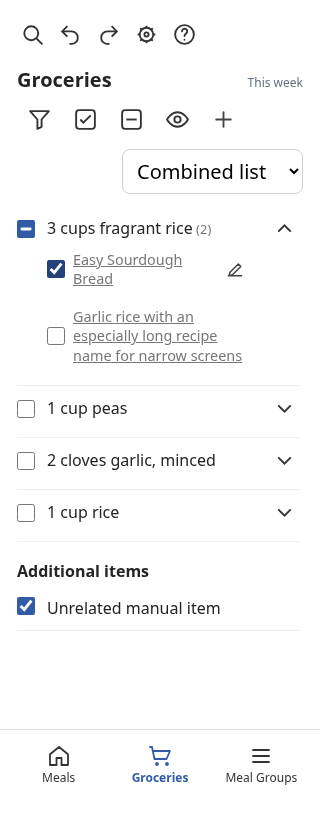 Groceries
This week
Combined list
3 cups fragrant rice (2)
Easy Sourdough
Bread
Garlic rice with an
especially long recipe
name for narrow screens
1 cup peas
2 cloves garlic, minced
1 cup rice
Additional items
Unrelated manual item
Meals
Groceries
Meal Groups